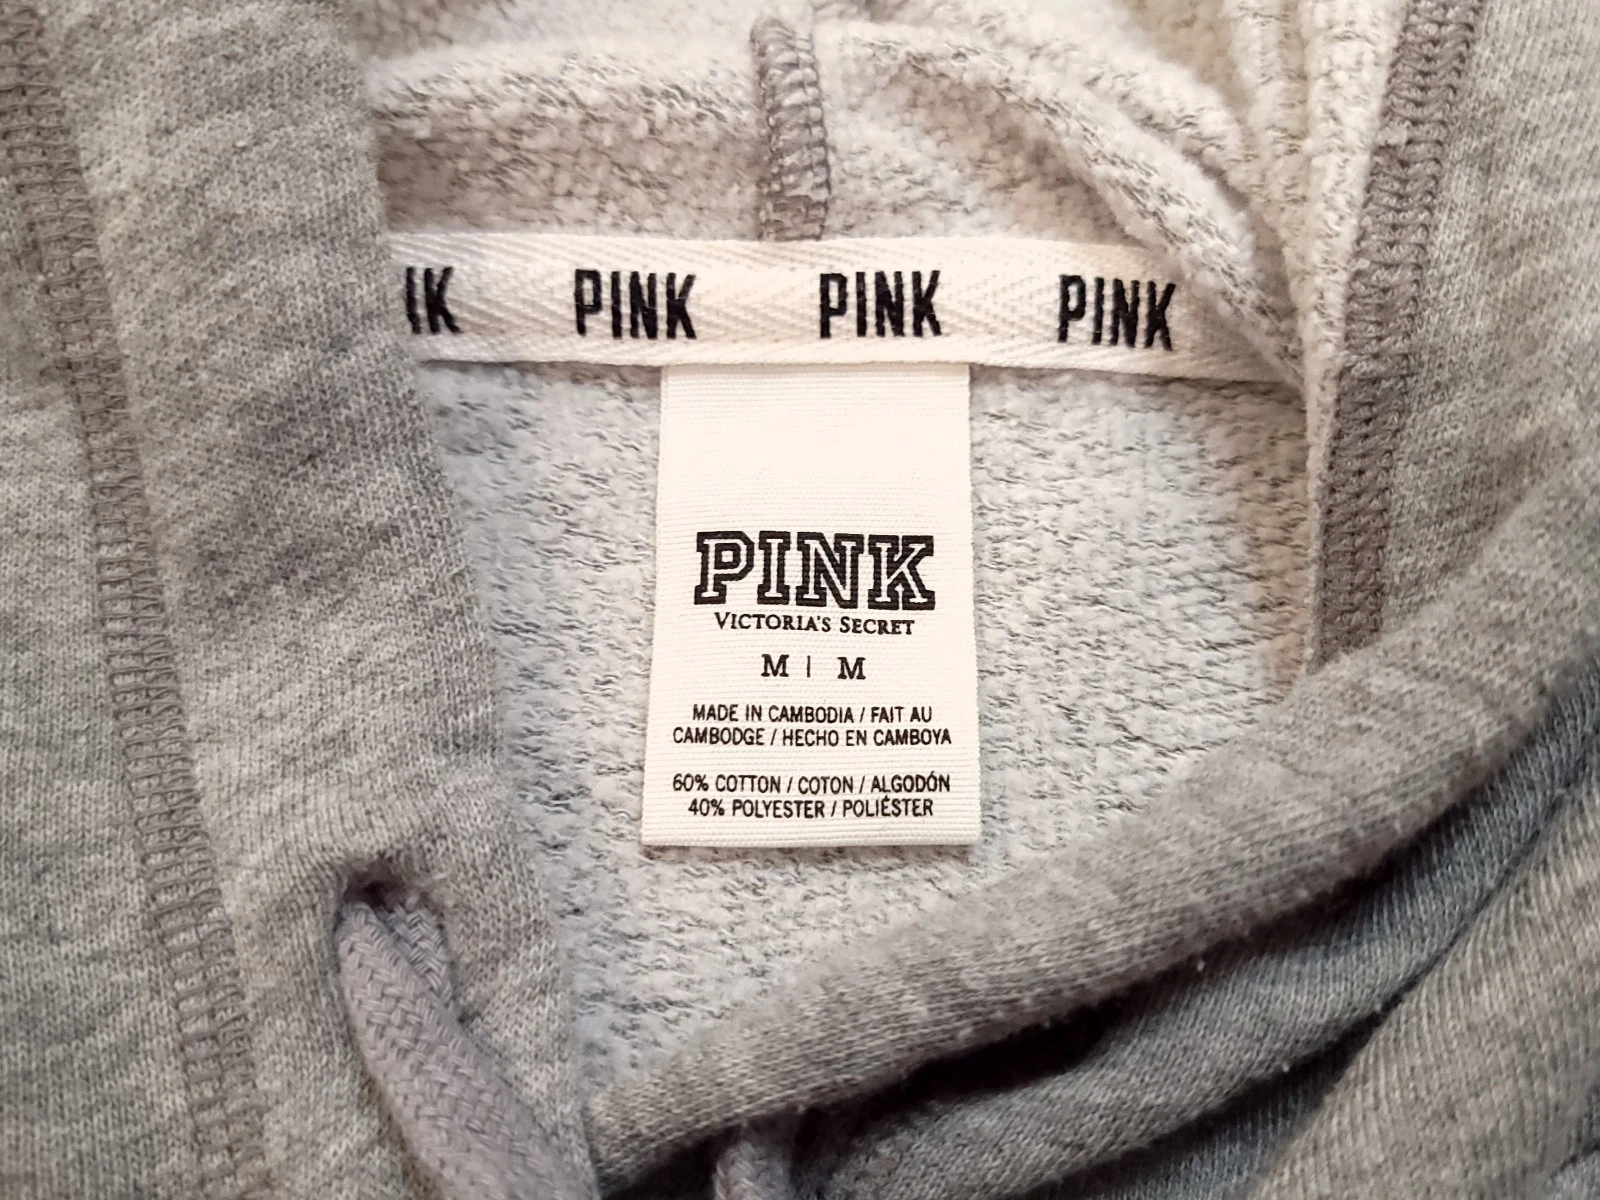 IK PINK PINK PINK
PINK
VICTORIA'S SECRET
M | M
MADE IN CAMBODIA / FAIT AU
CAMBODGE / HECHO EN CAMBOYA
60% COTTON / COTON / ALGODÓN
40% POLYESTER / POLIÉSTER